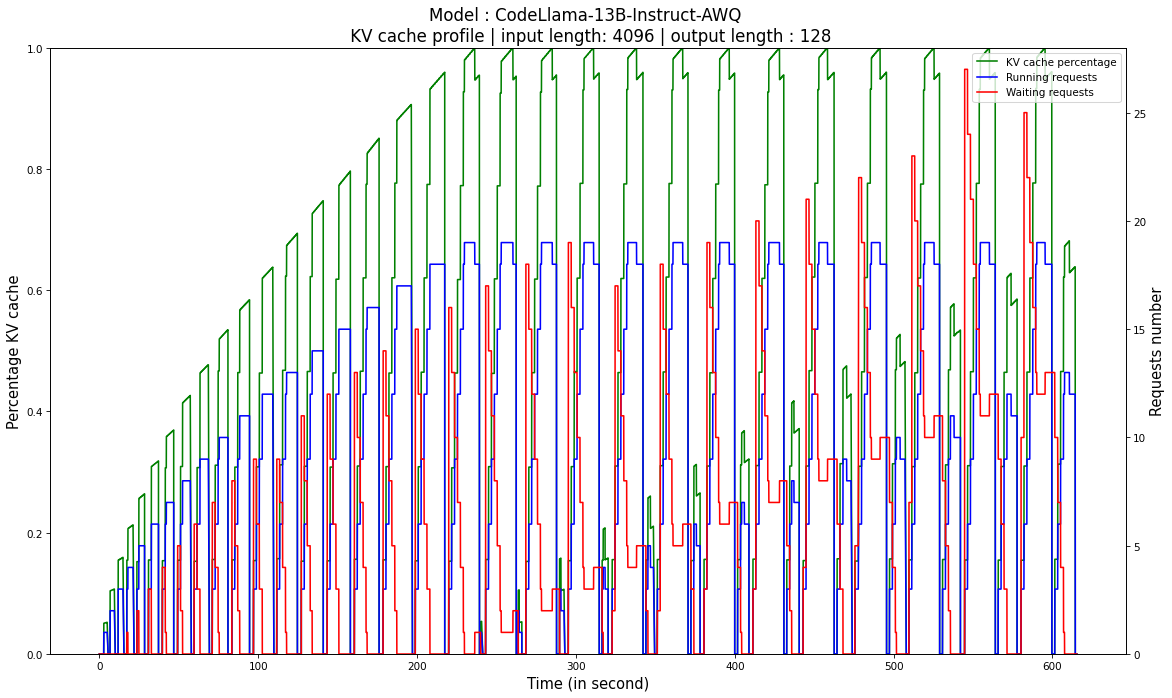 Model : CodeLlama-13B-Instruct-AWQ
KV cache profile | input length: 4096 | output length : 128
KV cache percentage
Running requests
Waiting requests
Percentage KV cache
1.0
0.8
0.6
0.4
0.2
0.0
Requests number
25
20
15
10
5
0
0 100 200 300 400 500 600
Time (in second)